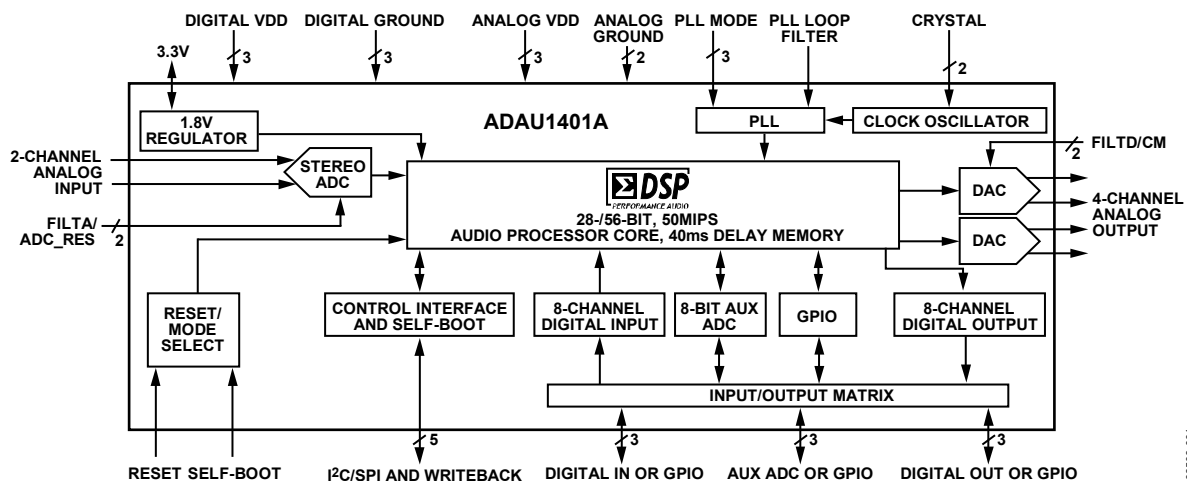 DIGITAL VDD
DIGITAL GROUND
ANALOG VDD
ANALOG
GROUND
PLL MODE
PLL LOOP
FILTER
CRYSTAL
3.3V
3
3
3
2
3
2
1.8V
REGULATOR
ADAU1401A
PLL
CLOCK OSCILLATOR
2-CHANNEL
ANALOG
INPUT
STEREO
ADC
FILTA/
ADC_RES
2
ΣDSP
PERFORMANCE AUDIO
28-/56-BIT, 50MIPS
AUDIO PROCESSOR CORE, 40ms DELAY MEMORY
2
FILTD/CM
DAC
DAC
4-CHANNEL
ANALOG
OUTPUT
RESET/
MODE
SELECT
CONTROL INTERFACE
AND SELF-BOOT
8-CHANNEL
DIGITAL INPUT
8-BIT AUX
ADC
GPIO
8-CHANNEL
DIGITAL OUTPUT
INPUT/OUTPUT MATRIX
5
3
3
3
RESET
SELF-BOOT
I²C/SPI AND WRITEBACK
DIGITAL IN OR GPIO
AUX ADC OR GPIO
DIGITAL OUT OR GPIO